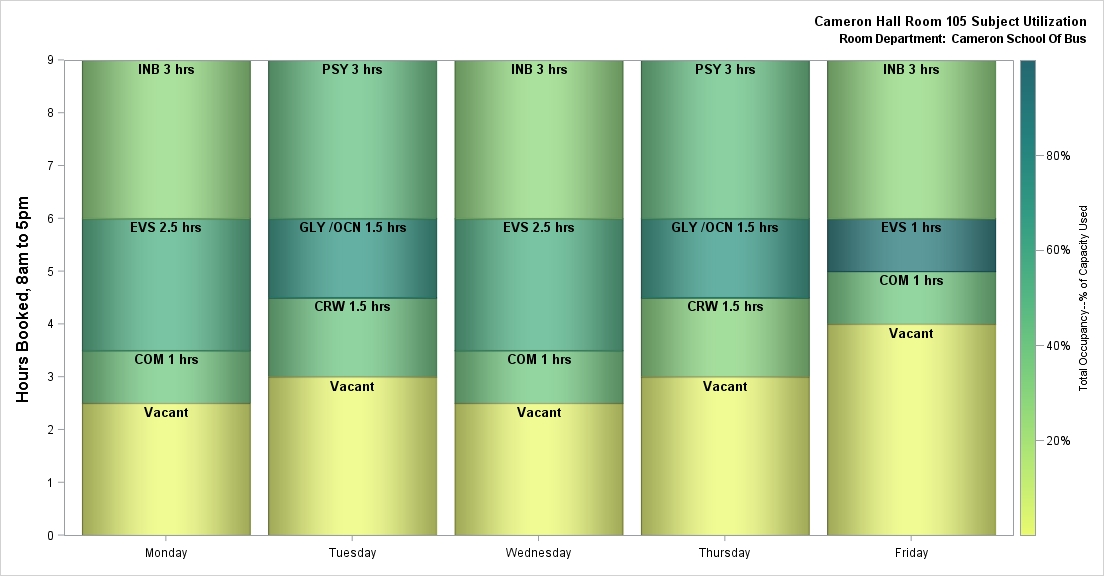 Cameron Hall Room 105 Subject Utilization
Room Department: Cameron School Of Bus
Hours Booked, 8am to 5pm
9
8
7
6
5
4
3
2
1
0
INB 3 hrs
EVS 2.5 hrs
COM 1 hrs
Vacant
PSY 3 hrs
GLY /OCN 1.5 hrs
CRW 1.5 hrs
Vacant
INB 3 hrs
EVS 2.5 hrs
COM 1 hrs
Vacant
PSY 3 hrs
GLY /OCN 1.5 hrs
CRW 1.5 hrs
Vacant
INB 3 hrs
EVS 1 hrs
COM 1 hrs
Vacant
Monday
Tuesday
Wednesday
Thursday
Friday
80%
60%
40%
20%
Total Occupancy--% of Capacity Used